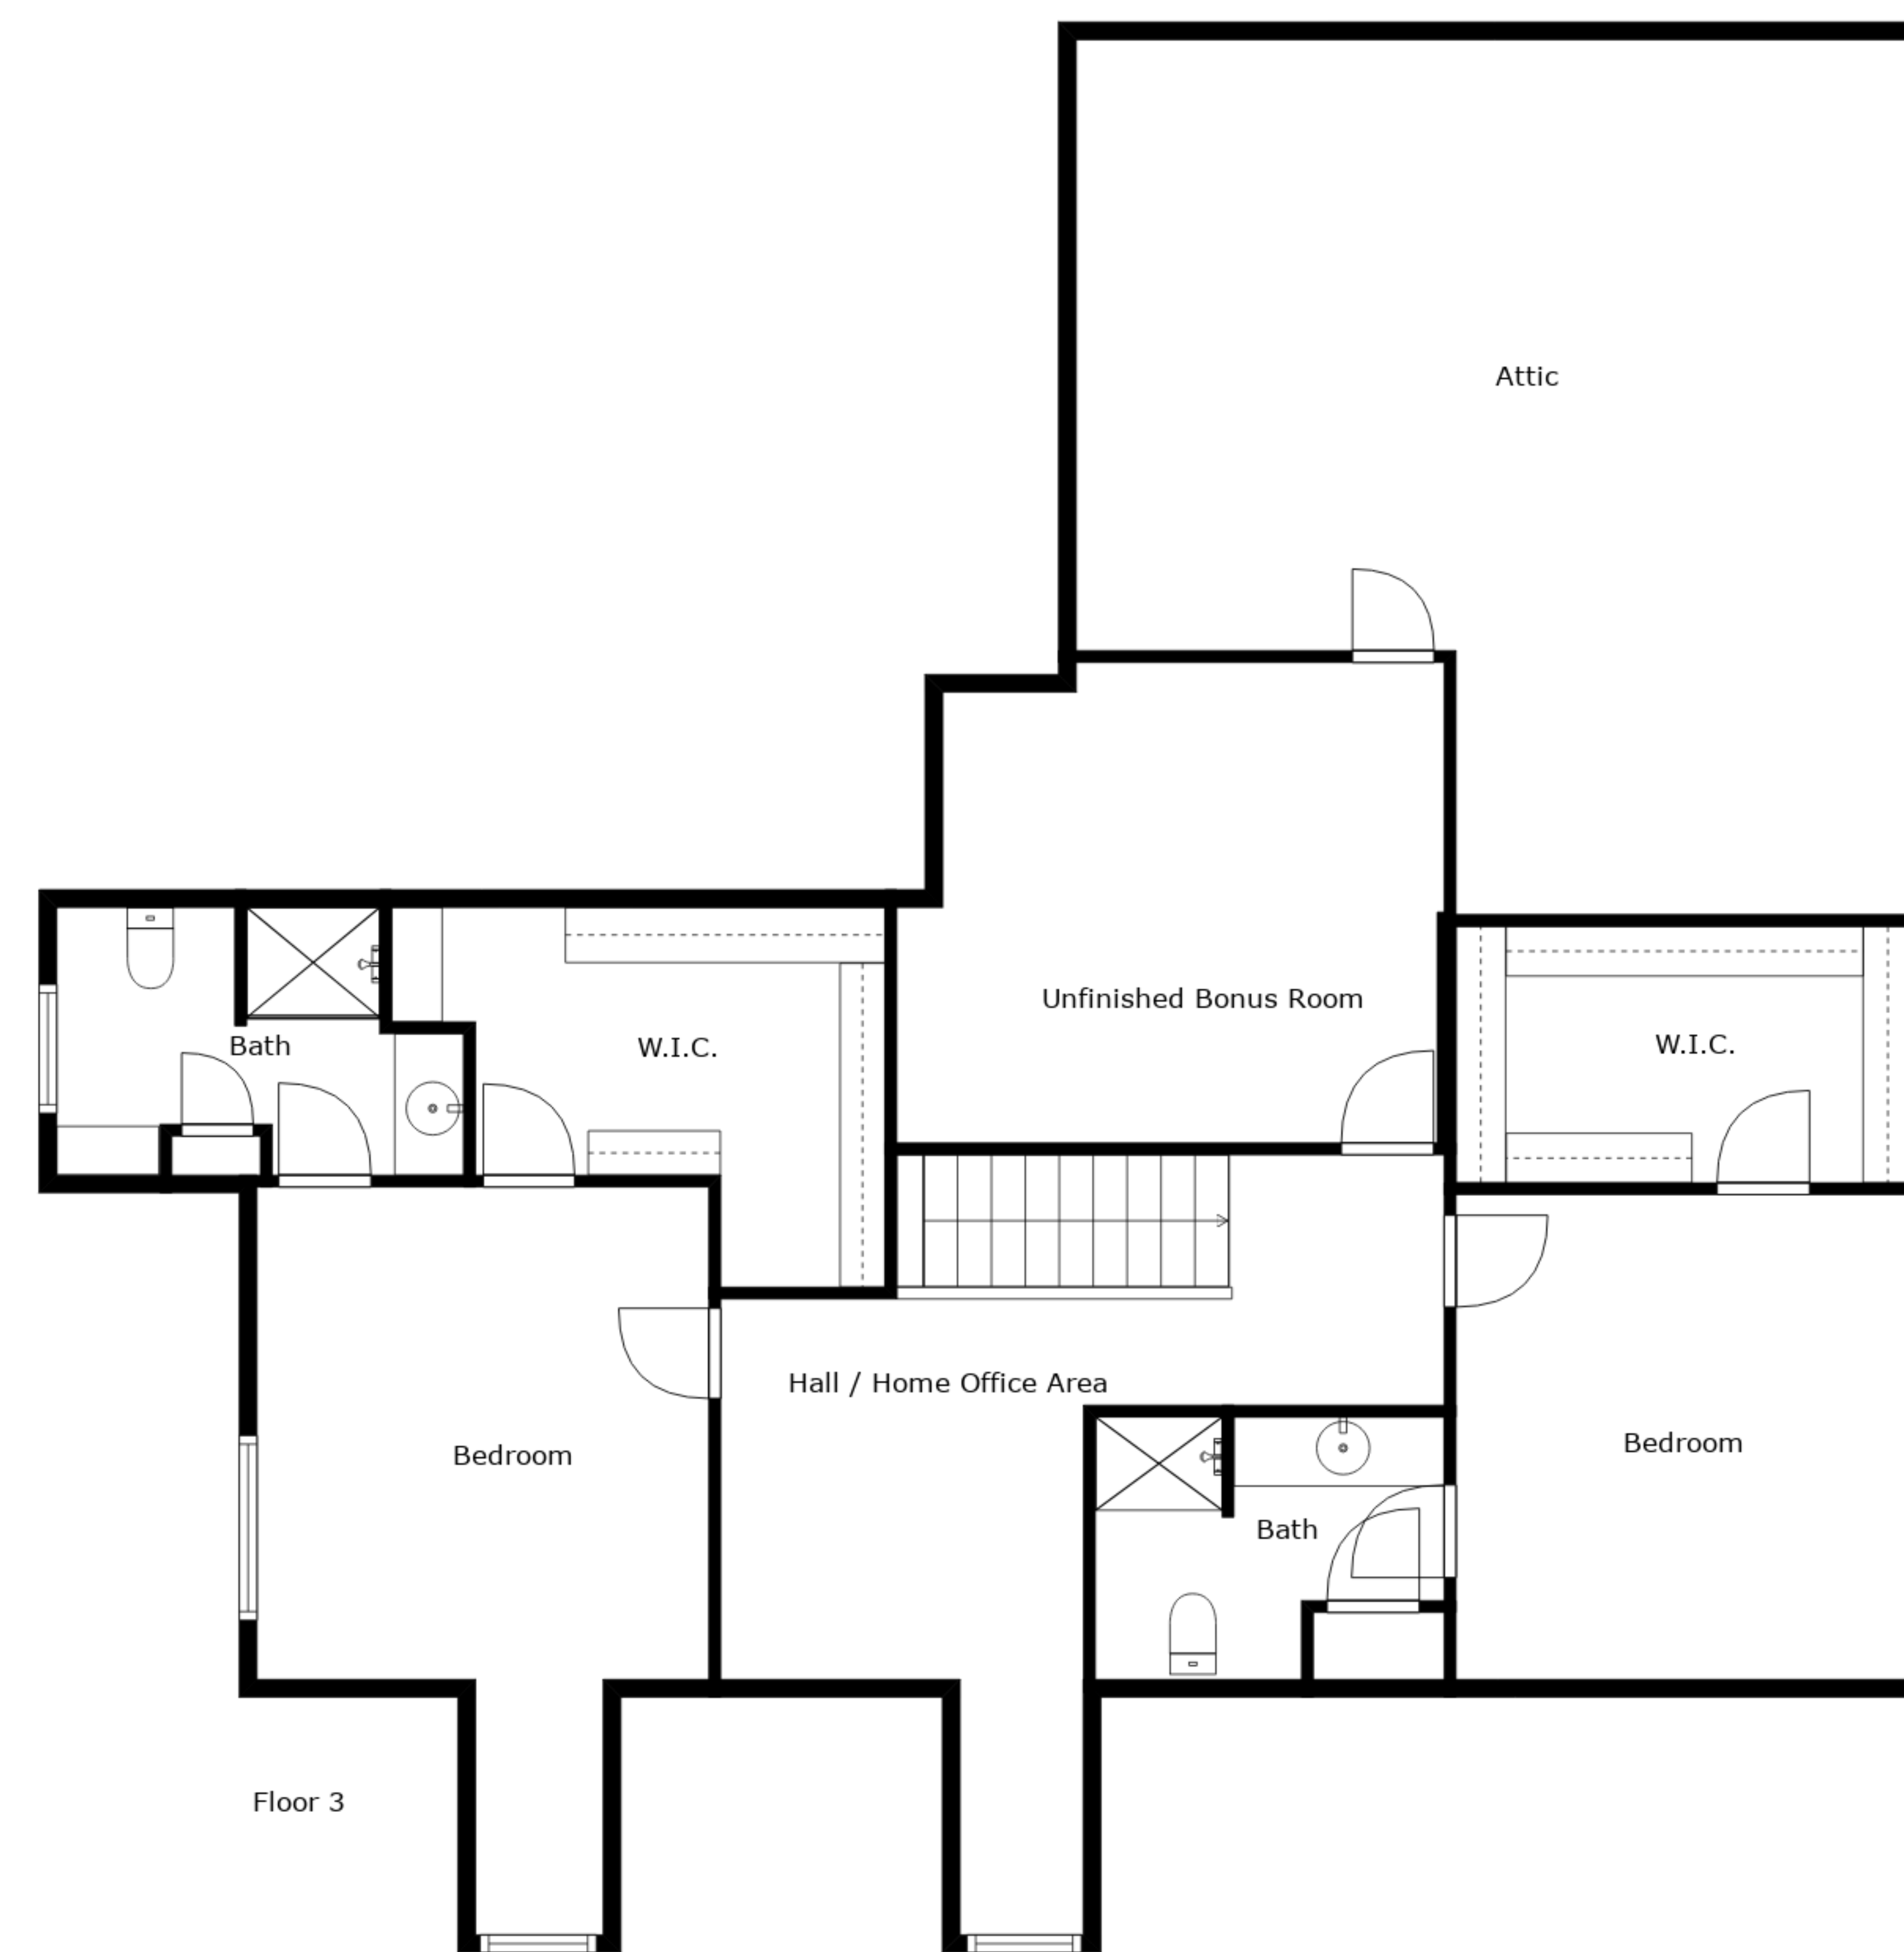 Attic
Unfinished Bonus Room
Bath
W.I.C.
W.I.C.
Hall / Home Office Area
Bedroom
Bedroom
Bath
Floor 3